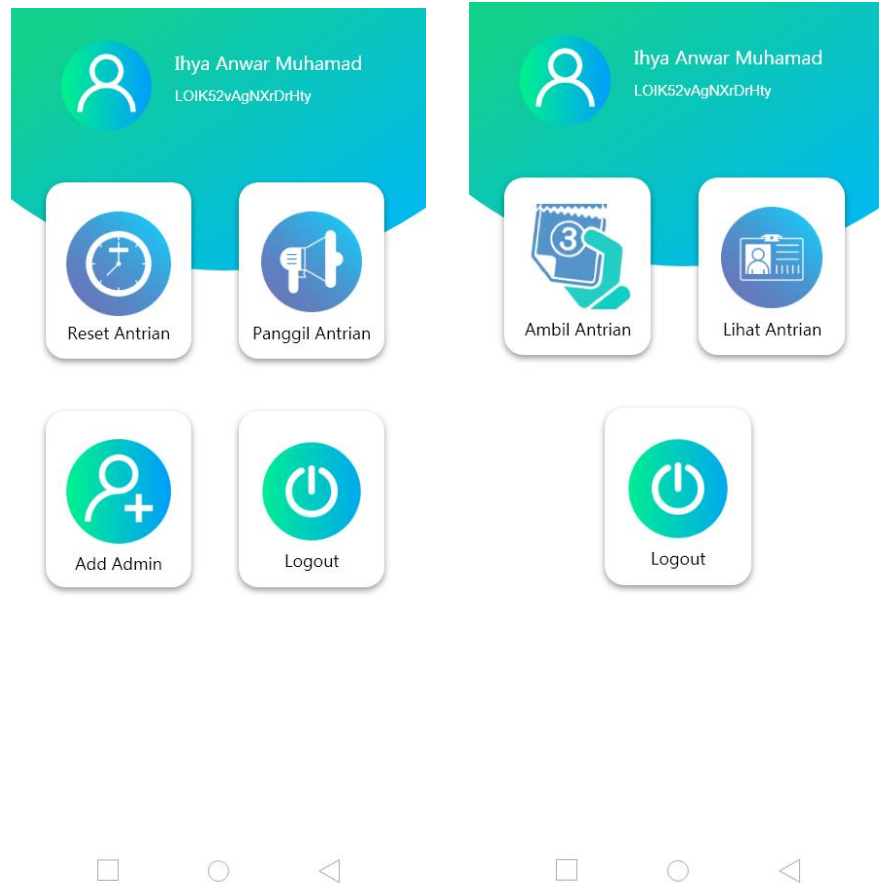 Ihya Anwar Muhamad
LOIK52vAgNXrDrHty
Reset Antrian
Panggil Antrian
Add Admin
Logout
Ihya Anwar Muhamad
LOIK52vAgNXrDrHty
3
Ambil Antrian
Lihat Antrian
Logout